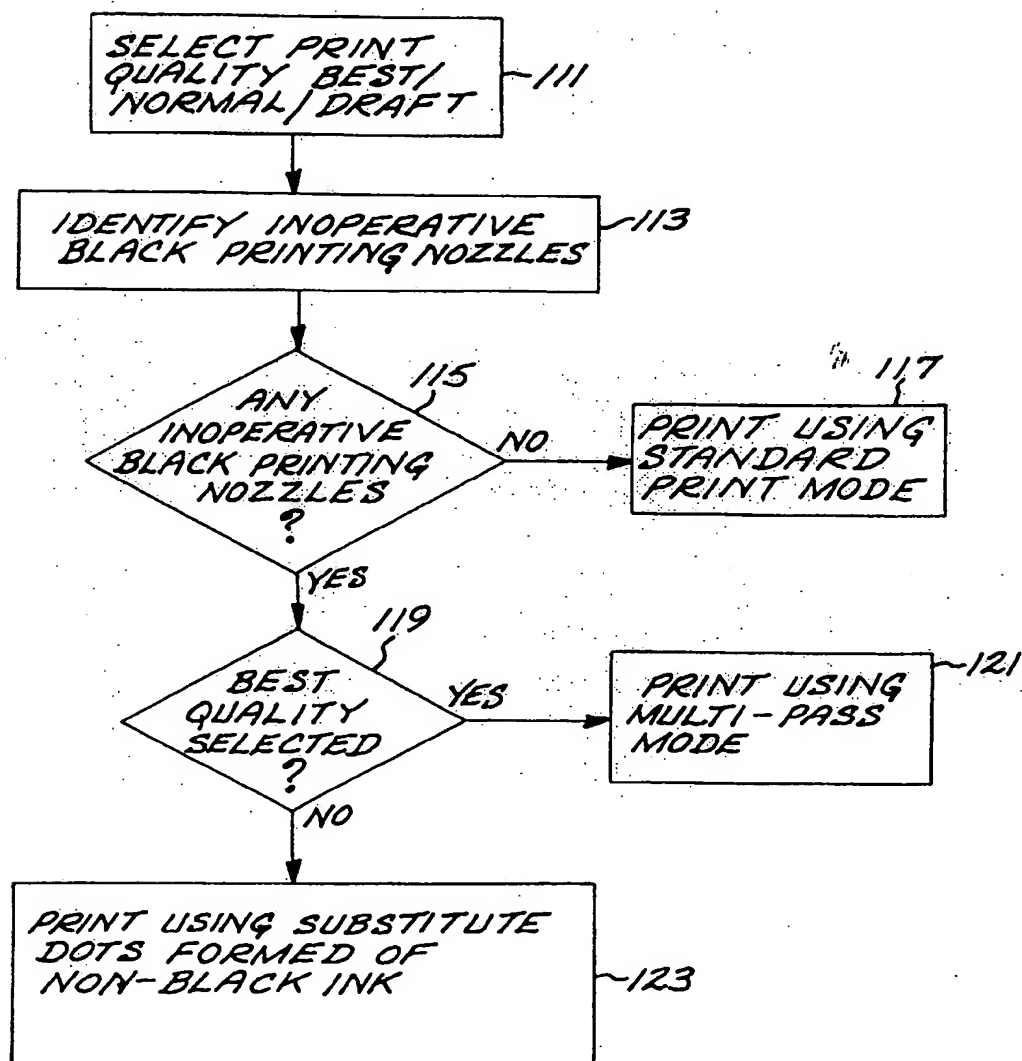 SELECT PRINT
QUALITY BEST/
NORMAL/DRAFT
111
IDENTIFY INOPERATIVE
BLACK PRINTING NOZZLES
113
ANY
INOPERATIVE
BLACK PRINTING
NOZZLES
?
115
NO
117
PRINT USING
STANDARD
PRINT MODE
YES
119
BEST
QUALITY
SELECTED
?
YES
121
PRINT USING
MULTI-PASS
MODE
NO
PRINT USING SUBSTITUTE
DOTS FORMED OF
NON-BLACK INK
123